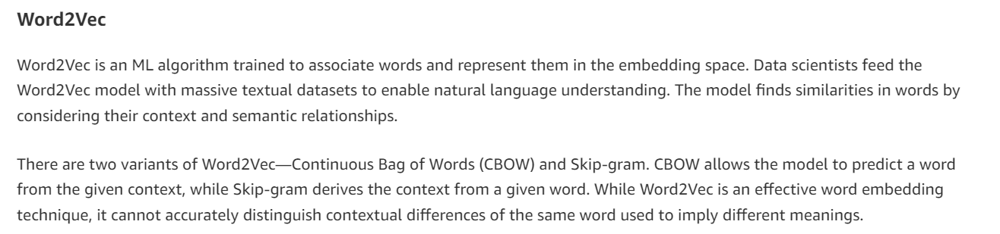 Word2Vec
Word2Vec is an ML algorithm trained to associate words and represent them in the embedding space. Data scientists feed the
Word2Vec model with massive textual datasets to enable natural language understanding. The model finds similarities in words by
considering their context and semantic relationships.
There are two variants of Word2Vec—Continuous Bag of Words (CBOW) and Skip-gram. CBOW allows the model to predict a word
from the given context, while Skip-gram derives the context from a given word. While Word2Vec is an effective word embedding
technique, it cannot accurately distinguish contextual differences of the same word used to imply different meanings.